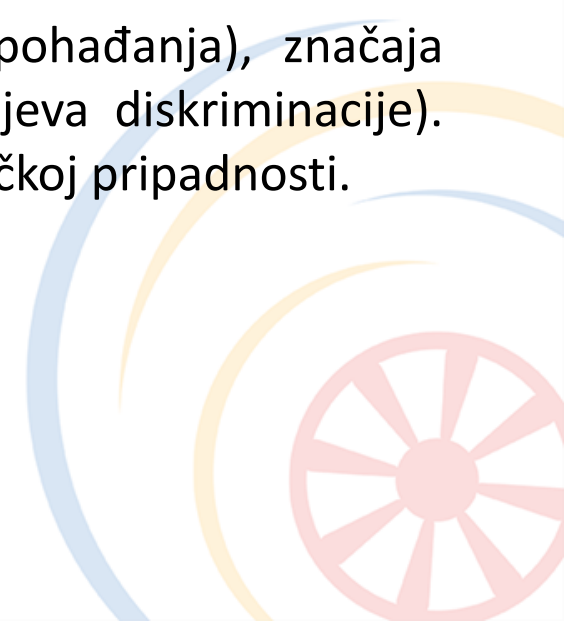 pohađanja), značaja
jeva diskriminacije).
čkoj pripadnosti.